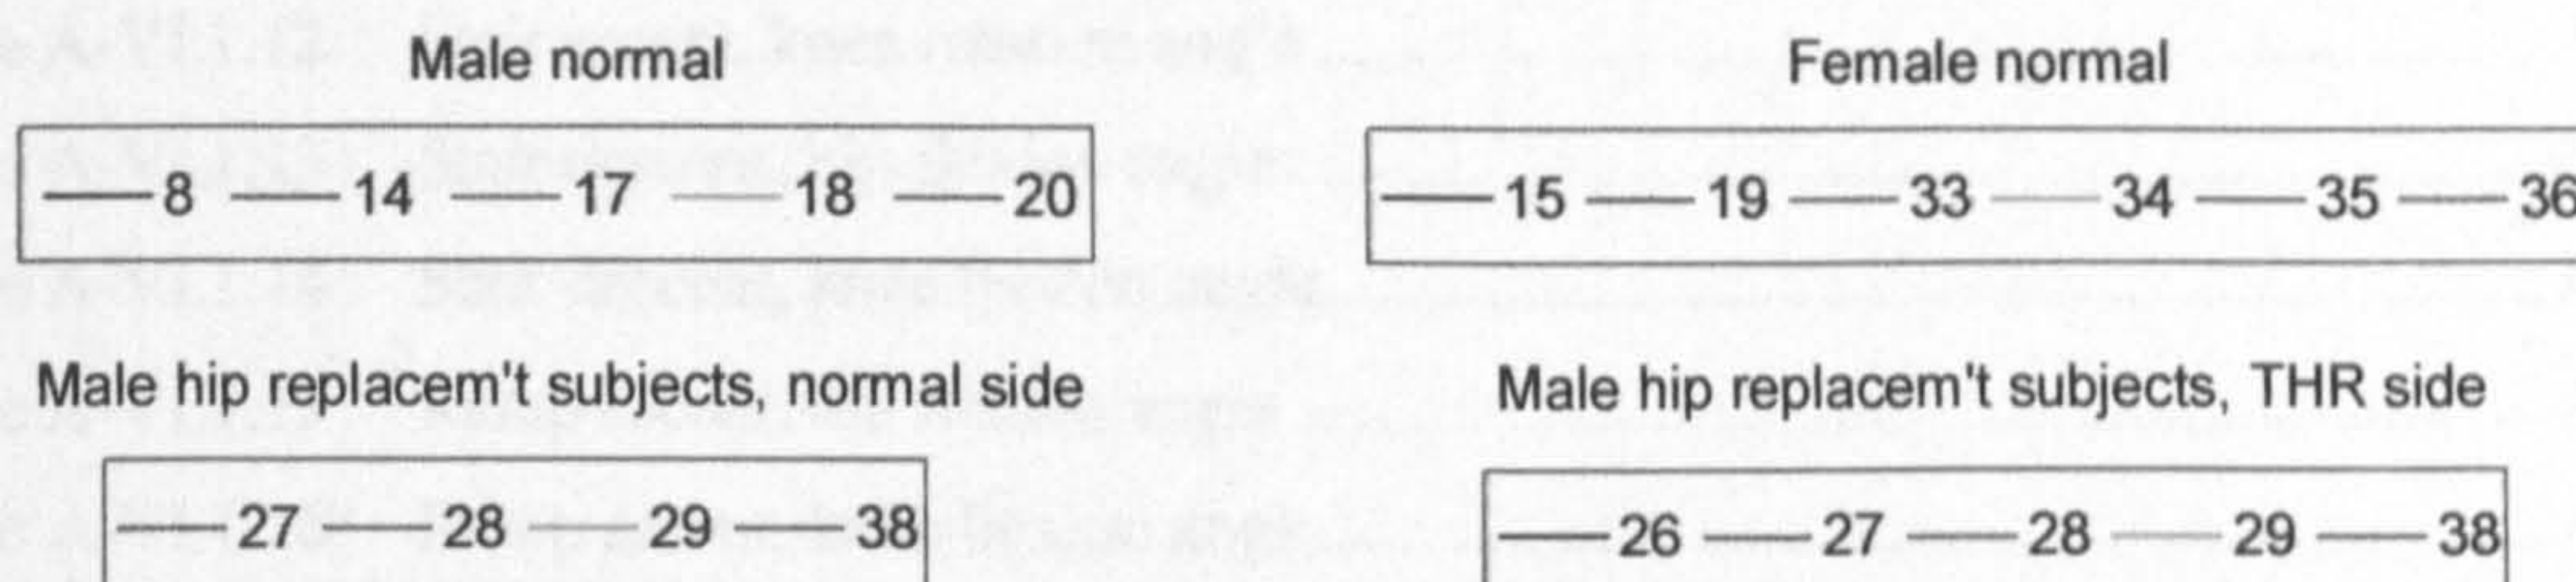 Male normal
Female normal
8 14 17 18 20
15 19 33 34 35 36
Male hip replacem't subjects, normal side
Male hip replacem't subjects, THR side
27 28 29 38
26 27 28 29 38